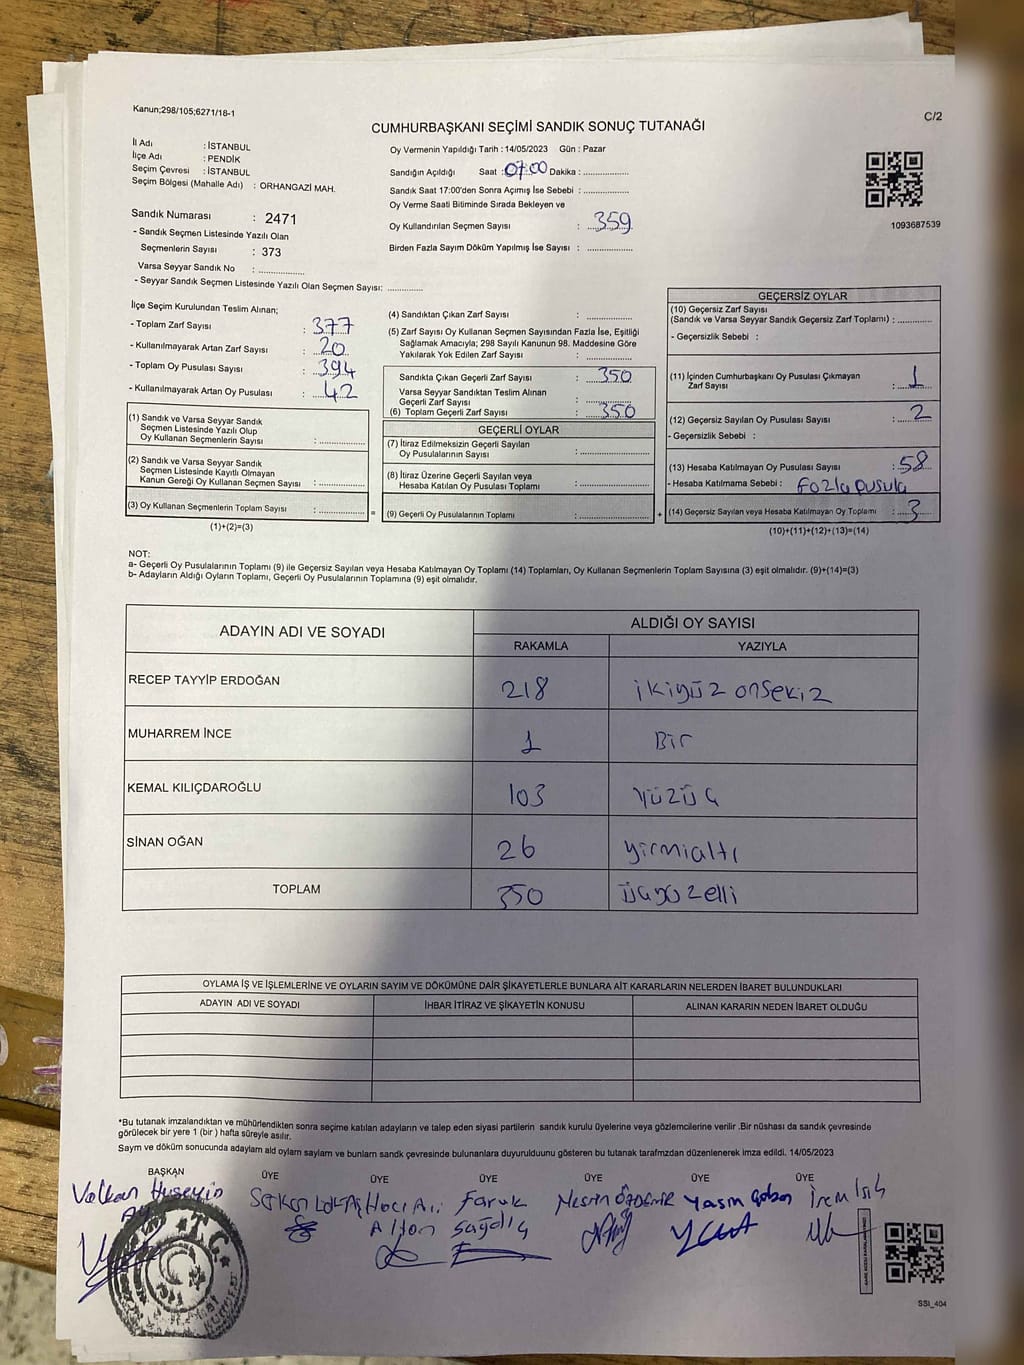 Kanun;298/105;6271/18-1
C/2
CUMHURBAŞKANI SEÇİMİ SANDIK SONUÇ TUTANAĞI
İl Adı : İSTANBUL
İlçe Adı : PENDİK
Seçim Çevresi : İSTANBUL
Seçim Bölgesi (Mahalle Adı) : ORHANGAZİ MAH.
Oy Vermenin Yapıldığı Tarih : 14/05/2023 Gün : Pazar
Sandığın Açıldığı Saat : 07:00 Dakika : ..................
Sandık Saat 17:00'den Sonra Açımış İse Sebebi : ..................
Oy Verme Saati Bitiminde Sırada Bekleyen ve
Oy Kullandırılan Seçmen Sayısı : 359
Birden Fazla Sayım Döküm Yapılmış İse Sayısı : ..................
1093687539
Sandık Numarası : 2471
- Sandık Seçmen Listesinde Yazılı Olan
Seçmenlerin Sayısı : 373
Varsa Seyyar Sandık No : ..................
- Seyyar Sandık Seçmen Listesinde Yazılı Olan Seçmen Sayısı: ..............
İlçe Seçim Kurulundan Teslim Alınan;
- Toplam Zarf Sayısı : 377
- Kullanılmayarak Artan Zarf Sayısı : 20
- Toplam Oy Pusulası Sayısı : 394
- Kullanılmayarak Artan Oy Pusulası : 42
(1) Sandık ve Varsa Seyyar Sandık
Seçmen Listesinde Yazılı Olup
Oy Kullanan Seçmenlerin Sayısı : ..................
(2) Sandık ve Varsa Seyyar Sandık
Seçmen Listesinde Kayıtlı Olmayan
Kanun Gereği Oy Kullanan Seçmen Sayısı : ..................
(3) Oy Kullanan Seçmenlerin Toplam Sayısı : ..................
(1)+(2)=(3)
(4) Sandıktan Çıkan Zarf Sayısı : ..................
(5) Zarf Sayısı Oy Kullanan Seçmen Sayısından Fazla İse, Eşitliği
Sağlamak Amacıyla; 298 Sayılı Kanunun 98. Maddesine Göre
Yakılarak Yok Edilen Zarf Sayısı : ..................
Sandıkta Çıkan Geçerli Zarf Sayısı : 350
Varsa Seyyar Sandıktan Teslim Alınan
Geçerli Zarf Sayısı : ..................
(6) Toplam Geçerli Zarf Sayısı : 350
GEÇERLİ OYLAR
(7) İtiraz Edilmeksizin Geçerli Sayılan
Oy Pusulalarının Sayısı : ..................
(8) İtiraz Üzerine Geçerli Sayılan veya
Hesaba Katılan Oy Pusulası Toplamı : ..................
(9) Geçerli Oy Pusulalarının Toplamı : ..................
GEÇERSİZ OYLAR
(10) Geçersiz Zarf Sayısı
(Sandık ve Varsa Seyyar Sandık Geçersiz Zarf Toplamı) : ..............
- Geçersizlik Sebebi :
(11) İçinden Cumhurbaşkanı Oy Pusulası Çıkmayan
Zarf Sayısı : 1
(12) Geçersiz Sayılan Oy Pusulası Sayısı : 2
- Geçersizlik Sebebi :
(13) Hesaba Katılmayan Oy Pusulası Sayısı : 58
- Hesaba Katılmama Sebebi : Fazla pusula
(14) Geçersiz Sayılan veya Hesaba Katılmayan Oy Toplamı : 3
(10)+(11)+(12)+(13)=(14)
NOT:
a- Geçerli Oy Pusulalarının Toplamı (9) ile Geçersiz Sayılan veya Hesaba Katılmayan Oy Toplamı (14) Toplamları, Oy Kullanan Seçmenlerin Toplam Sayısına (3) eşit olmalıdır. (9)+(14)=(3)
b- Adayların Aldığı Oyların Toplamı, Geçerli Oy Pusulalarının Toplamına (9) eşit olmalıdır.
ADAYIN ADI VE SOYADI
ALDIĞI OY SAYISI
RAKAMLA YAZIYLA
RECEP TAYYİP ERDOĞAN 218 ikiyüz onsekiz
MUHARREM İNCE 1 Bir
KEMAL KILIÇDAROĞLU 103 Yüzüç
SİNAN OĞAN 26 yirmialtı
TOPLAM 350 üçyüzelli
OYLAMA İŞ VE İŞLEMLERİNE VE OYLARIN SAYIM VE DÖKÜMÜNE DAİR ŞİKAYETLERLE BUNLARA AİT KARARLARIN NELERDEN İBARET BULUNDUKLARI
ADAYIN ADI VE SOYADI İHBAR İTİRAZ VE ŞİKAYETİN KONUSU ALINAN KARARIN NEDEN İBARET OLDUĞU
*Bu tutanak imzalandıktan ve mühürlendikten sonra seçime katılan adayların ve talep eden siyasi partilerin sandık kurulu üyelerine veya gözlemcilerine verilir .Bir nüshası da sandık çevresinde
görülecek bir yere 1 (bir ) hafta süreyle asılır.
Sayım ve döküm sonucunda adaylam ald oylam saylam ve bunlam sandk çevresinde bulunanlara duyurulduunu gösteren bu tutanak tarafmzdan düzenlenerek imza edildi. 14/05/2023
BAŞKAN ÜYE ÜYE ÜYE ÜYE ÜYE ÜYE
Volkan Hüseyin Hacı Ali Faruk Nesrin Özdemir Yasin İrem Işık
Altan Sağdıç
SSI_404